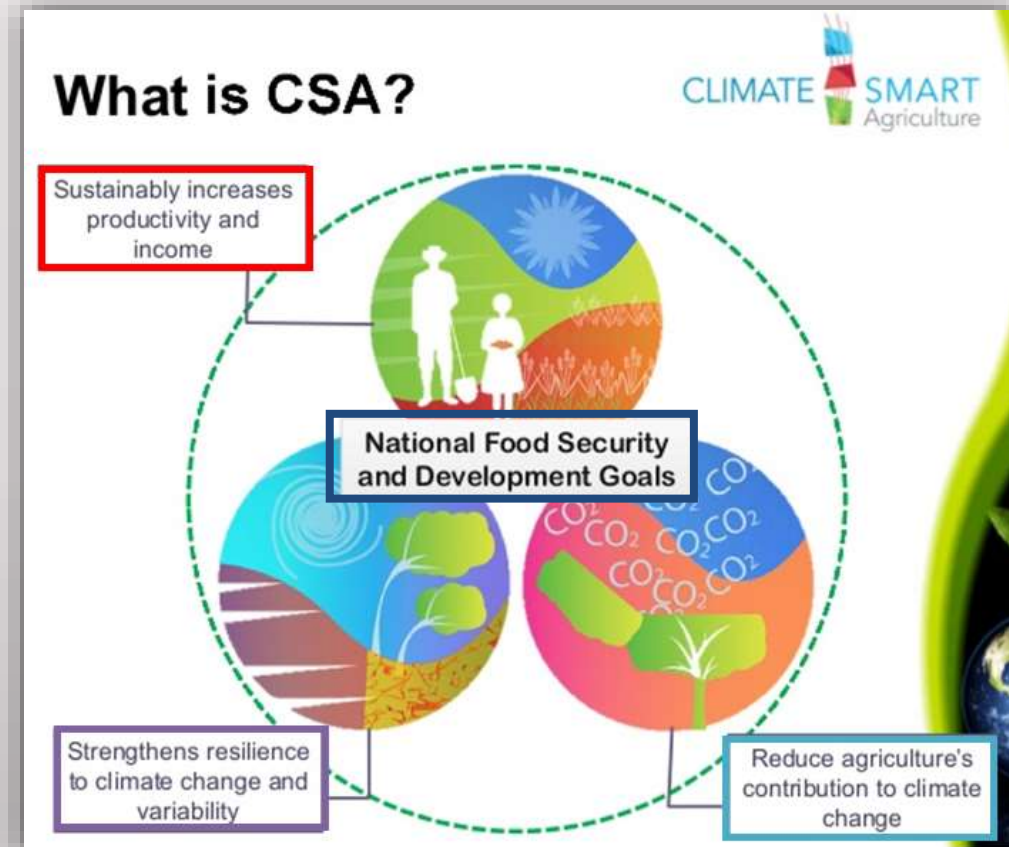 What is CSA?
CLIMATE SMART
Agriculture
Sustainably increases
productivity and
income
National Food Security
and Development Goals
CO2
CO2
CO2
CO2
CO2
CO2
CO2
CO2
CO2
CO2
Strengthens resilience
to climate change and
variability
Reduce agriculture's
contribution to climate
change